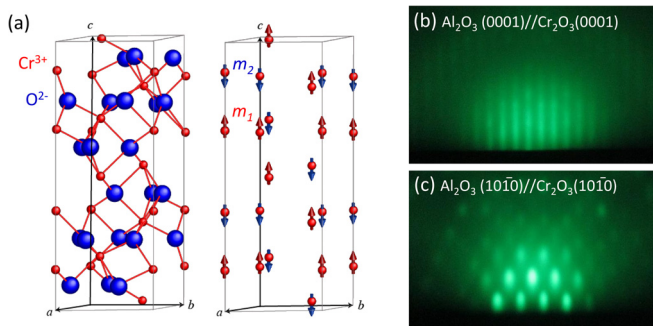 (a)
c
c
Cr3+
O2-
m2
m1
a
b
a
b
(b) Al2O3 (0001)//Cr2O3(0001)
(c) Al2O3 (101̄0)//Cr2O3(101̄0)